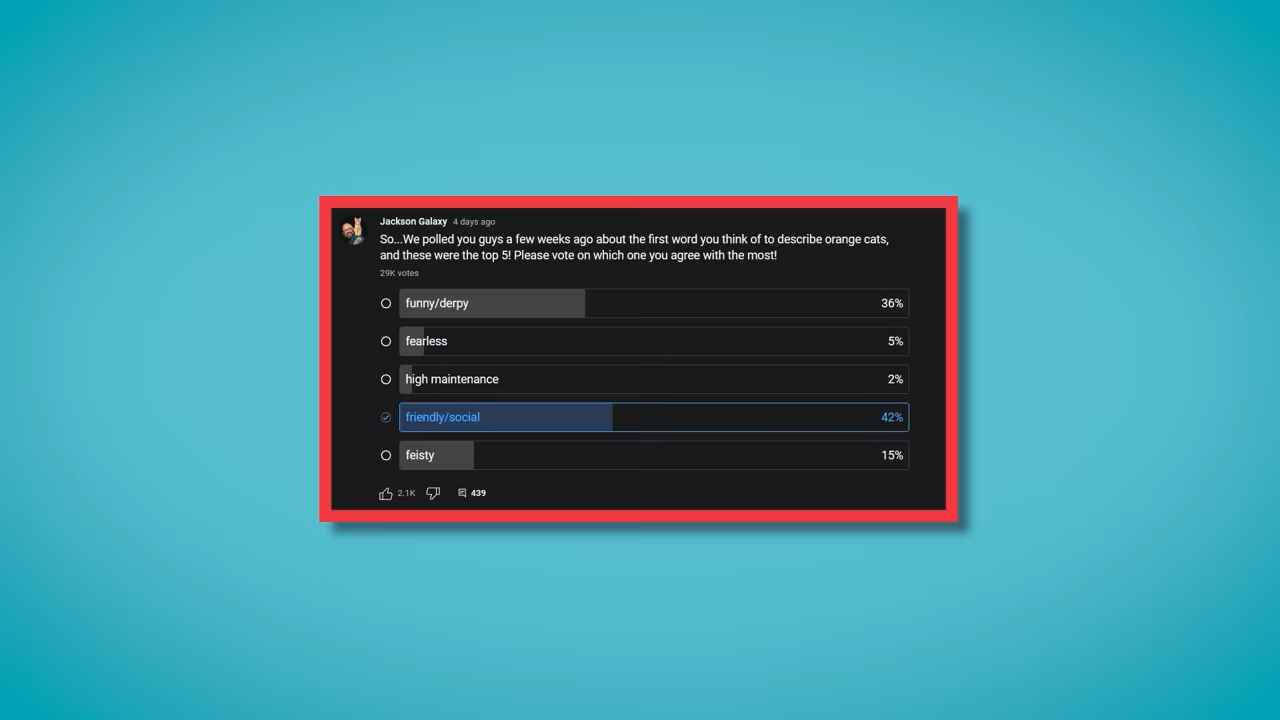 Jackson Galaxy 4 days ago
So...We polled you guys a few weeks ago about the first word you think of to describe orange cats,
and these were the top 5! Please vote on which one you agree with the most!
29K votes
funny/derpy 36%
fearless 5%
high maintenance 2%
friendly/social 42%
feisty 15%
2.1K 439